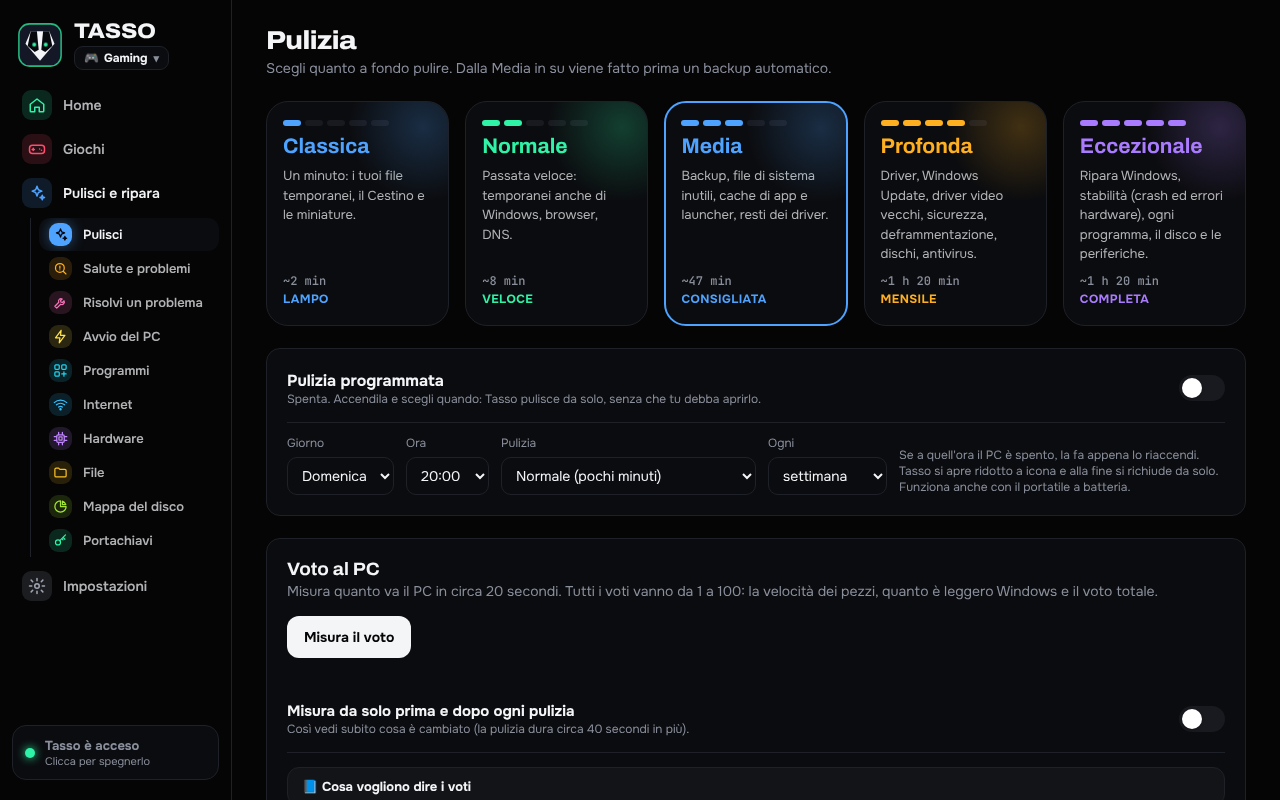 TASSO
🎮 Gaming ▾
Home
Giochi
Pulisci e ripara
Pulisci
Salute e problemi
Risolvi un problema
Avvio del PC
Programmi
Internet
Hardware
File
Mappa del disco
Portachiavi
Impostazioni
Tasso è acceso
Clicca per spegnerlo
Pulizia
Scegli quanto a fondo pulire. Dalla Media in su viene fatto prima un backup automatico.
Classica
Un minuto: i tuoi file
temporanei, il Cestino e
le miniature.
~2 min
LAMPO
Normale
Passata veloce:
temporanei anche di
Windows, browser,
DNS.
~8 min
VELOCE
Media
Backup, file di sistema
inutili, cache di app e
launcher, resti dei driver.
~47 min
CONSIGLIATA
Profonda
Driver, Windows
Update, driver video
vecchi, sicurezza,
deframmentazione,
dischi, antivirus.
~1 h 20 min
MENSILE
Eccezionale
Ripara Windows,
stabilità (crash ed errori
hardware), ogni
programma, il disco e le
periferiche.
~1 h 20 min
COMPLETA
Pulizia programmata
Spenta. Accendila e scegli quando: Tasso pulisce da solo, senza che tu debba aprirlo.
Giorno
Domenica
Ora
20:00
Pulizia
Normale (pochi minuti)
Ogni
settimana
Se a quell'ora il PC è spento, la fa appena lo riaccendi.
Tasso si apre ridotto a icona e alla fine si richiude da solo.
Funziona anche con il portatile a batteria.
Voto al PC
Misura quanto va il PC in circa 20 secondi. Tutti i voti vanno da 1 a 100: la velocità dei pezzi, quanto è leggero Windows e il voto totale.
Misura il voto
Misura da solo prima e dopo ogni pulizia
Così vedi subito cosa è cambiato (la pulizia dura circa 40 secondi in più).
📘 Cosa vogliono dire i voti